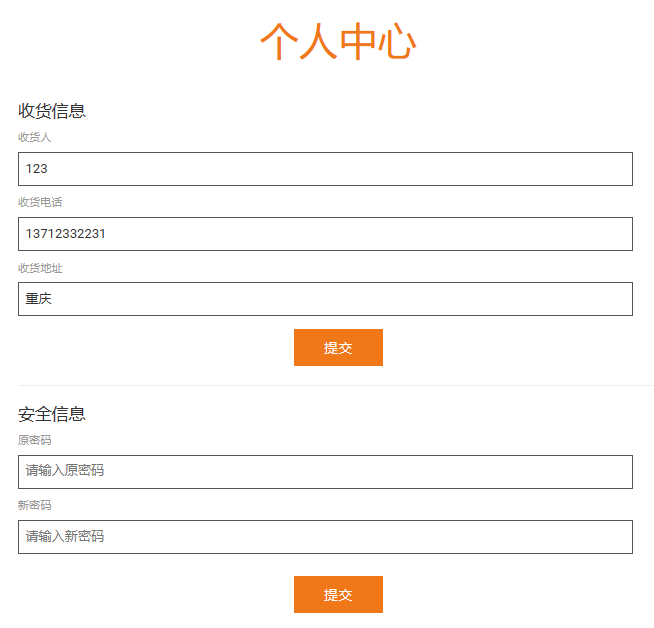 个人中心
收货信息
收货人
123
收货电话
13712332231
收货地址
重庆
提交
安全信息
原密码
请输入原密码
新密码
请输入新密码
提交